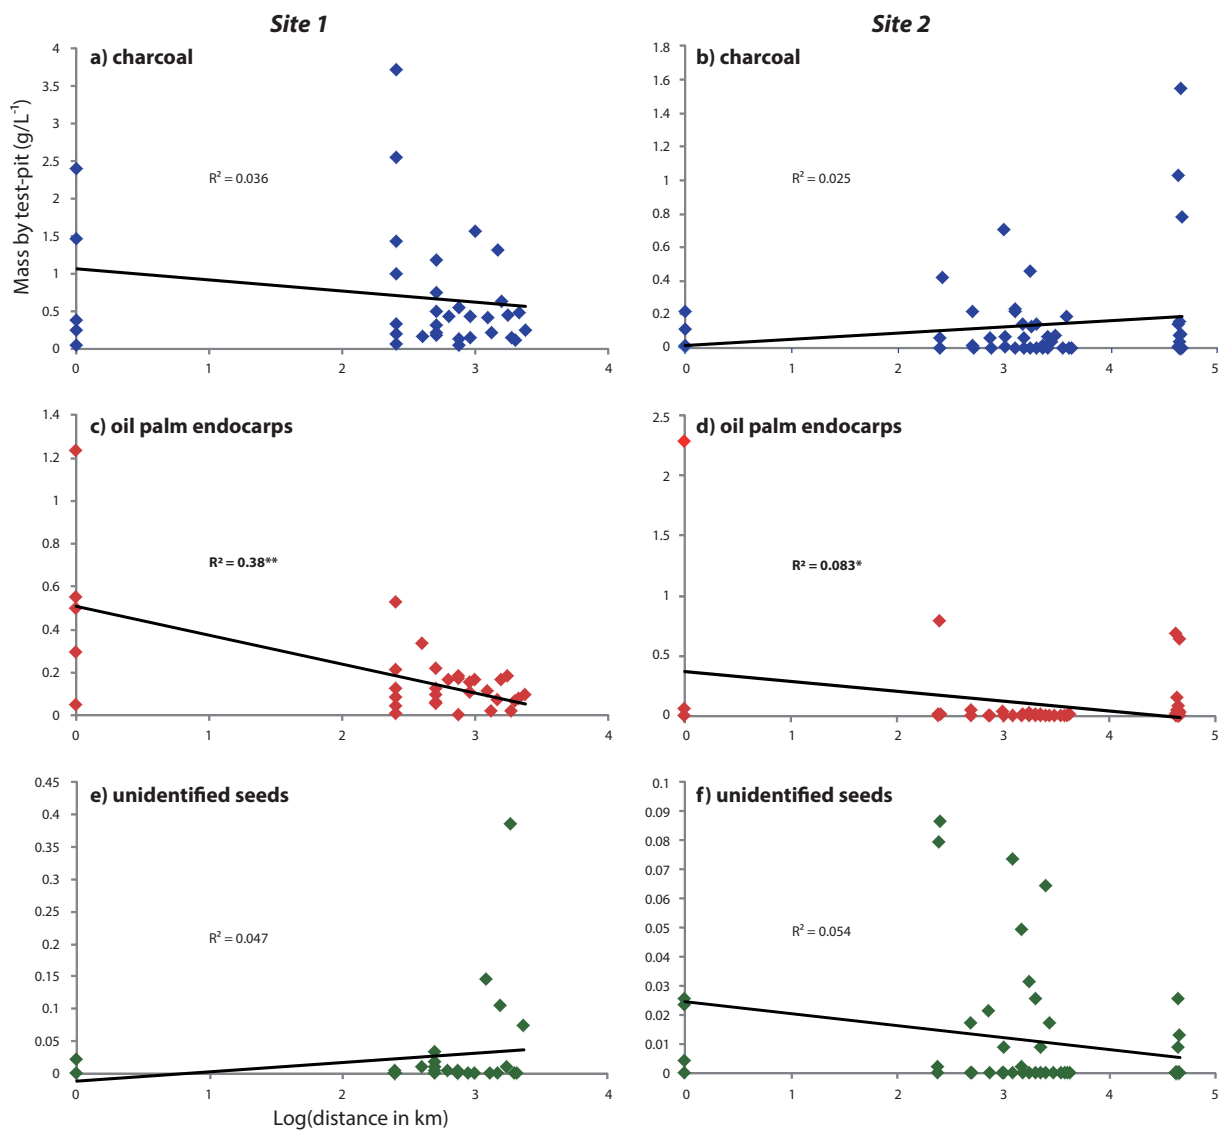 Site 1
Site 2
a) charcoal
b) charcoal
Mass by test-pit (g/L⁻¹)
4
3.5
3
2.5
2
1.5
1
0.5
0
R² = 0.036
0 1 2 3 4
1.8
1.6
1.4
1.2
1
0.8
0.6
0.4
0.2
0
R² = 0.025
0 1 2 3 4 5
c) oil palm endocarps
1.4
1.2
1
0.8
0.6
0.4
0.2
0
R² = 0.38**
0 1 2 3 4
d) oil palm endocarps
2.5
2
1.5
1
0.5
0
R² = 0.083*
0 1 2 3 4 5
e) unidentified seeds
0.45
0.4
0.35
0.3
0.25
0.2
0.15
0.1
0.05
0
R² = 0.047
0 1 2 3 4
Log(distance in km)
f) unidentified seeds
0.1
0.09
0.08
0.07
0.06
0.05
0.04
0.03
0.02
0.01
0
R² = 0.054
0 1 2 3 4 5